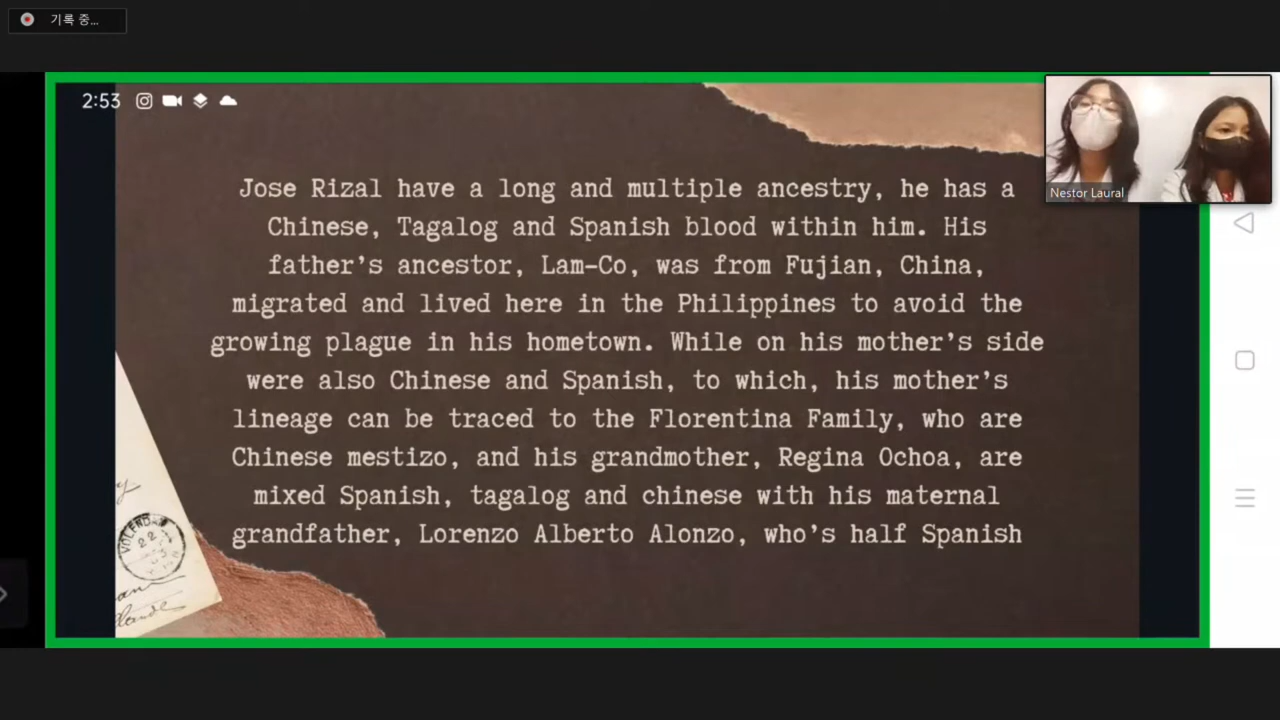 기록 중...
2:53
Jose Rizal have a long and multiple ancestry, he has a
Chinese, Tagalog and Spanish blood within him. His
father's ancestor, Lam-Co, was from Fujian, China,
migrated and lived here in the Philippines to avoid the
growing plague in his hometown. While on his mother's side
were also Chinese and Spanish, to which, his mother's
lineage can be traced to the Florentina Family, who are
Chinese mestizo, and his grandmother, Regina Ochoa, are
mixed Spanish, tagalog and chinese with his maternal
grandfather, Lorenzo Alberto Alonzo, who's half Spanish
Nestor Laural
VOLENDAM
22